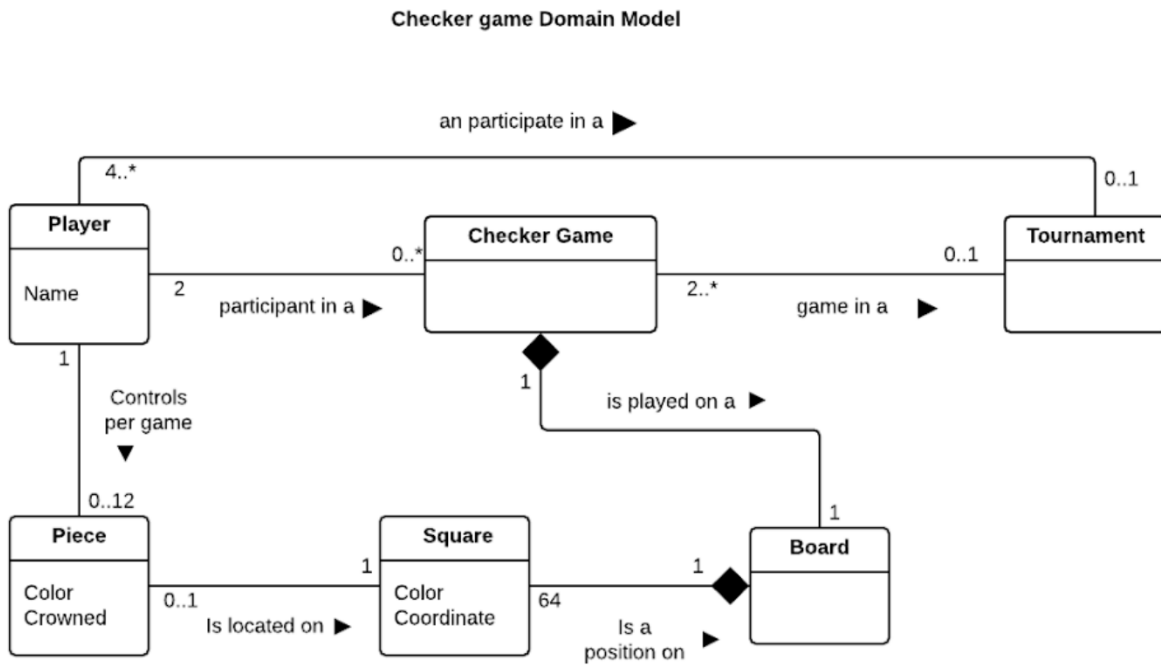 Checker game Domain Model
an participate in a
4..*
0..1
Player
Name
Checker Game
Tournament
0..*
0..1
2
participant in a
2..*
game in a
1
1
Controls
per game
is played on a
0..12
1
Piece
Color
Crowned
Square
Color
Coordinate
Board
1
1
0..1
64
Is located on
Is a
position on